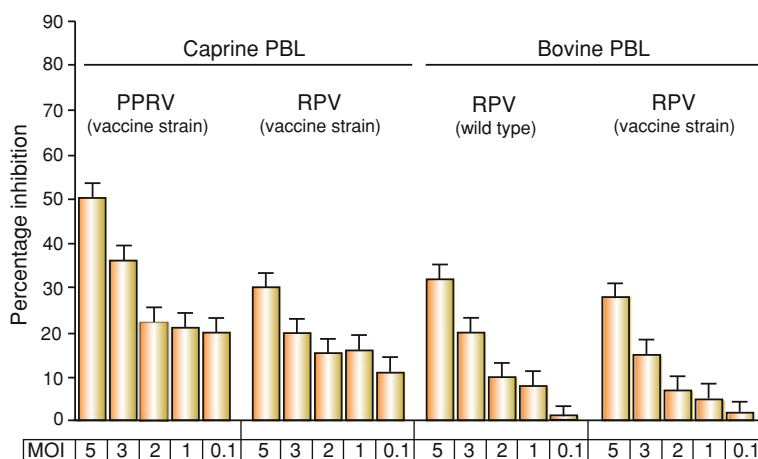 90
80
70
60
50
40
30
20
10
0
Percentage inhibition
Caprine PBL Bovine PBL
PPRV RPV RPV RPV
(vaccine strain) (vaccine strain) (wild type) (vaccine strain)
MOI 5 3 2 1 0.1 5 3 2 1 0.1 5 3 2 1 0.1 5 3 2 1 0.1